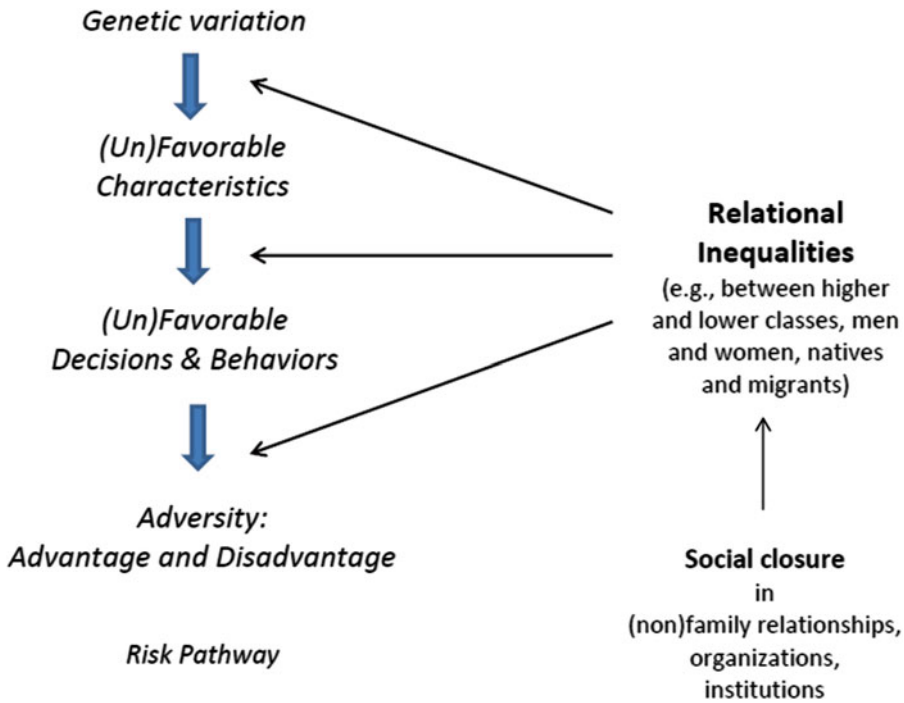 Genetic variation
(Un)Favorable
Characteristics
(Un)Favorable
Decisions & Behaviors
Adversity:
Advantage and Disadvantage
Risk Pathway
Relational
Inequalities
(e.g., between higher
and lower classes, men
and women, natives
and migrants)
Social closure
in
(non)family relationships,
organizations,
institutions